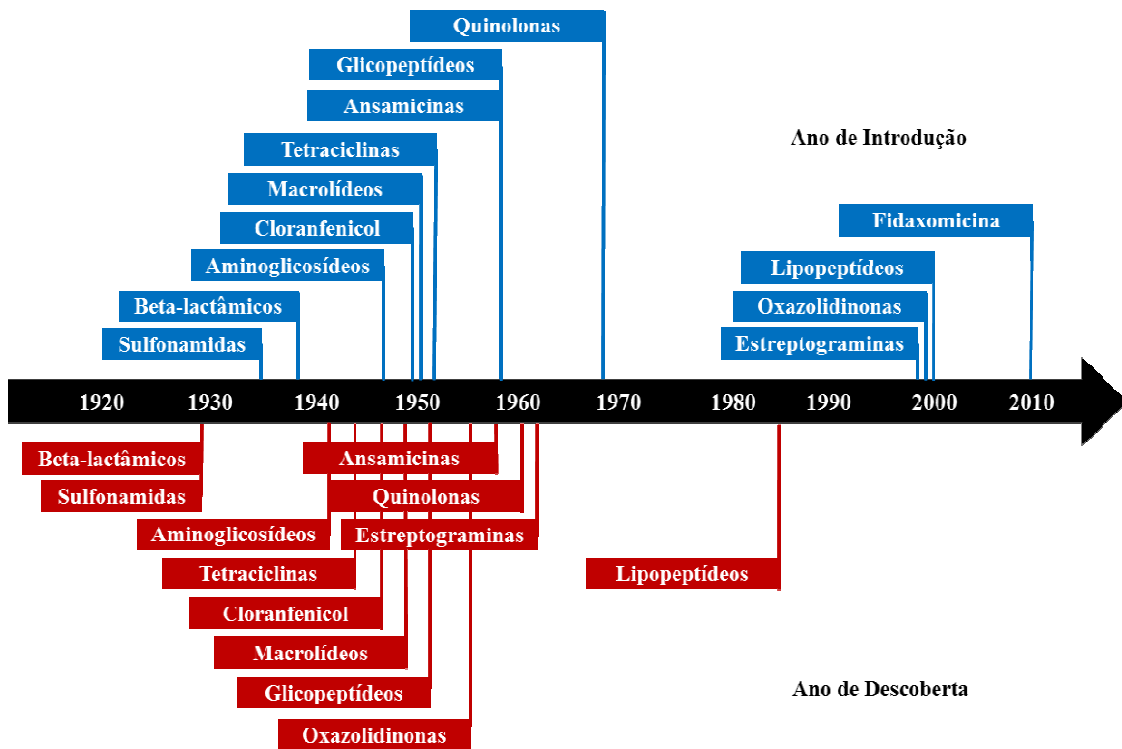 Quinolonas
Glicopeptídeos
Ansamicinas
Tetraciclinas
Ano de Introdução
Macrolídeos
Cloranfenicol
Fidaxomicina
Aminoglicosídeos
Lipopeptídeos
Beta-lactâmicos
Oxazolidinonas
Sulfonamidas
Estreptograminas
1920 1930 1940 1950 1960 1970 1980 1990 2000 2010
Beta-lactâmicos
Ansamicinas
Sulfonamidas
Quinolonas
Aminoglicosídeos
Estreptograminas
Tetraciclinas
Lipopeptídeos
Cloranfenicol
Macrolídeos
Glicopeptídeos
Ano de Descoberta
Oxazolidinonas